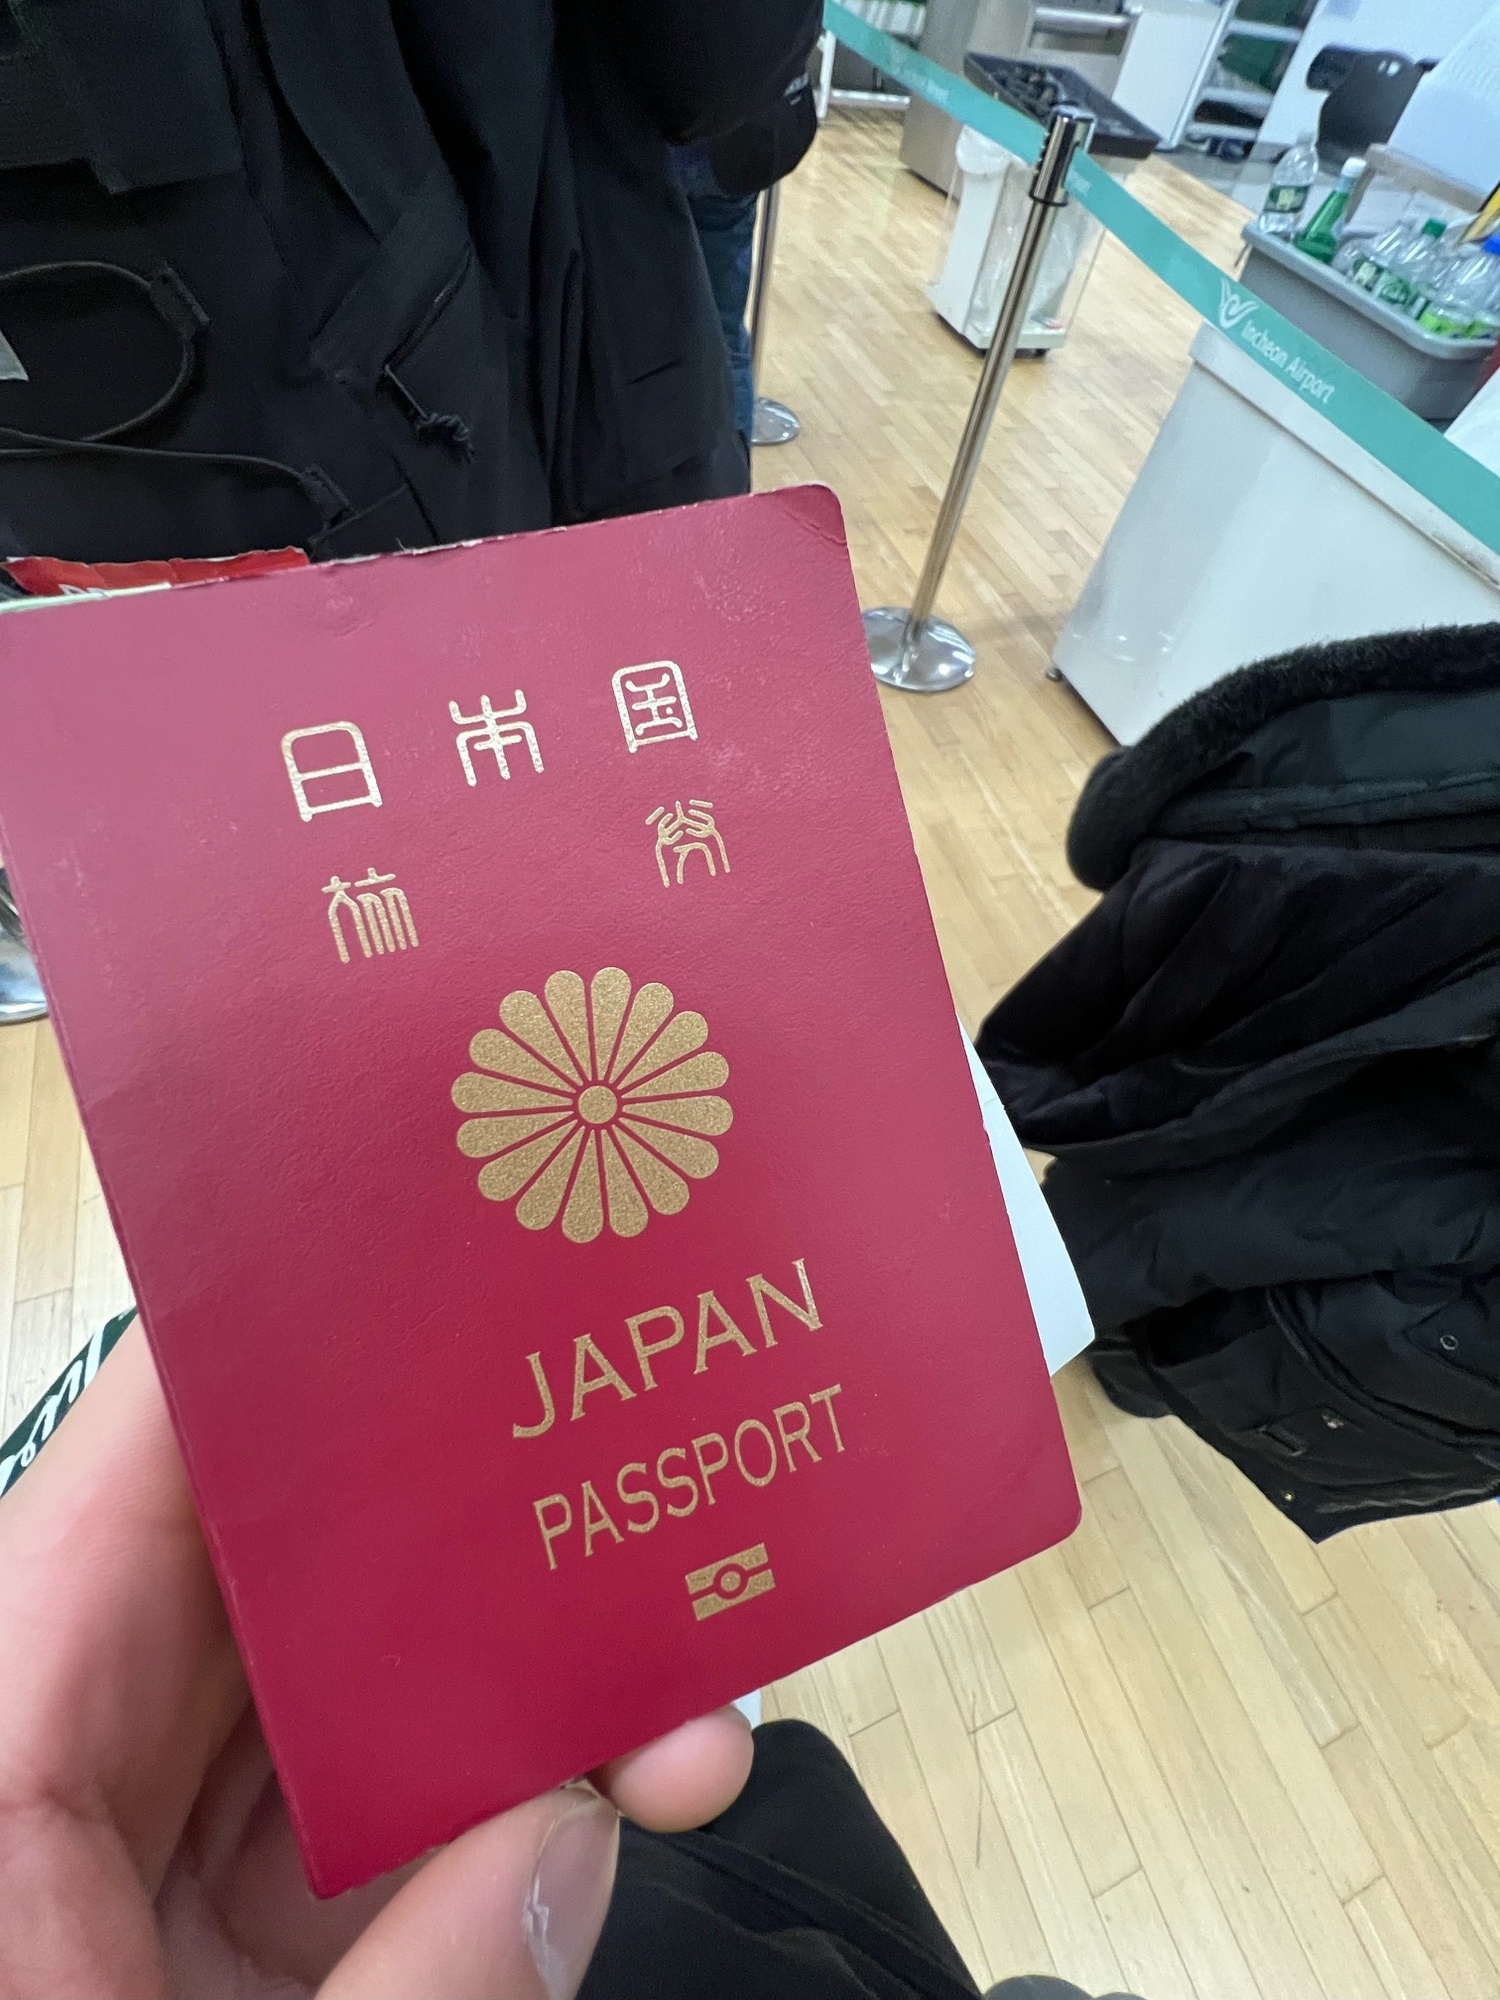 日本国
旅券
JAPAN
PASSPORT
Incheon Airport